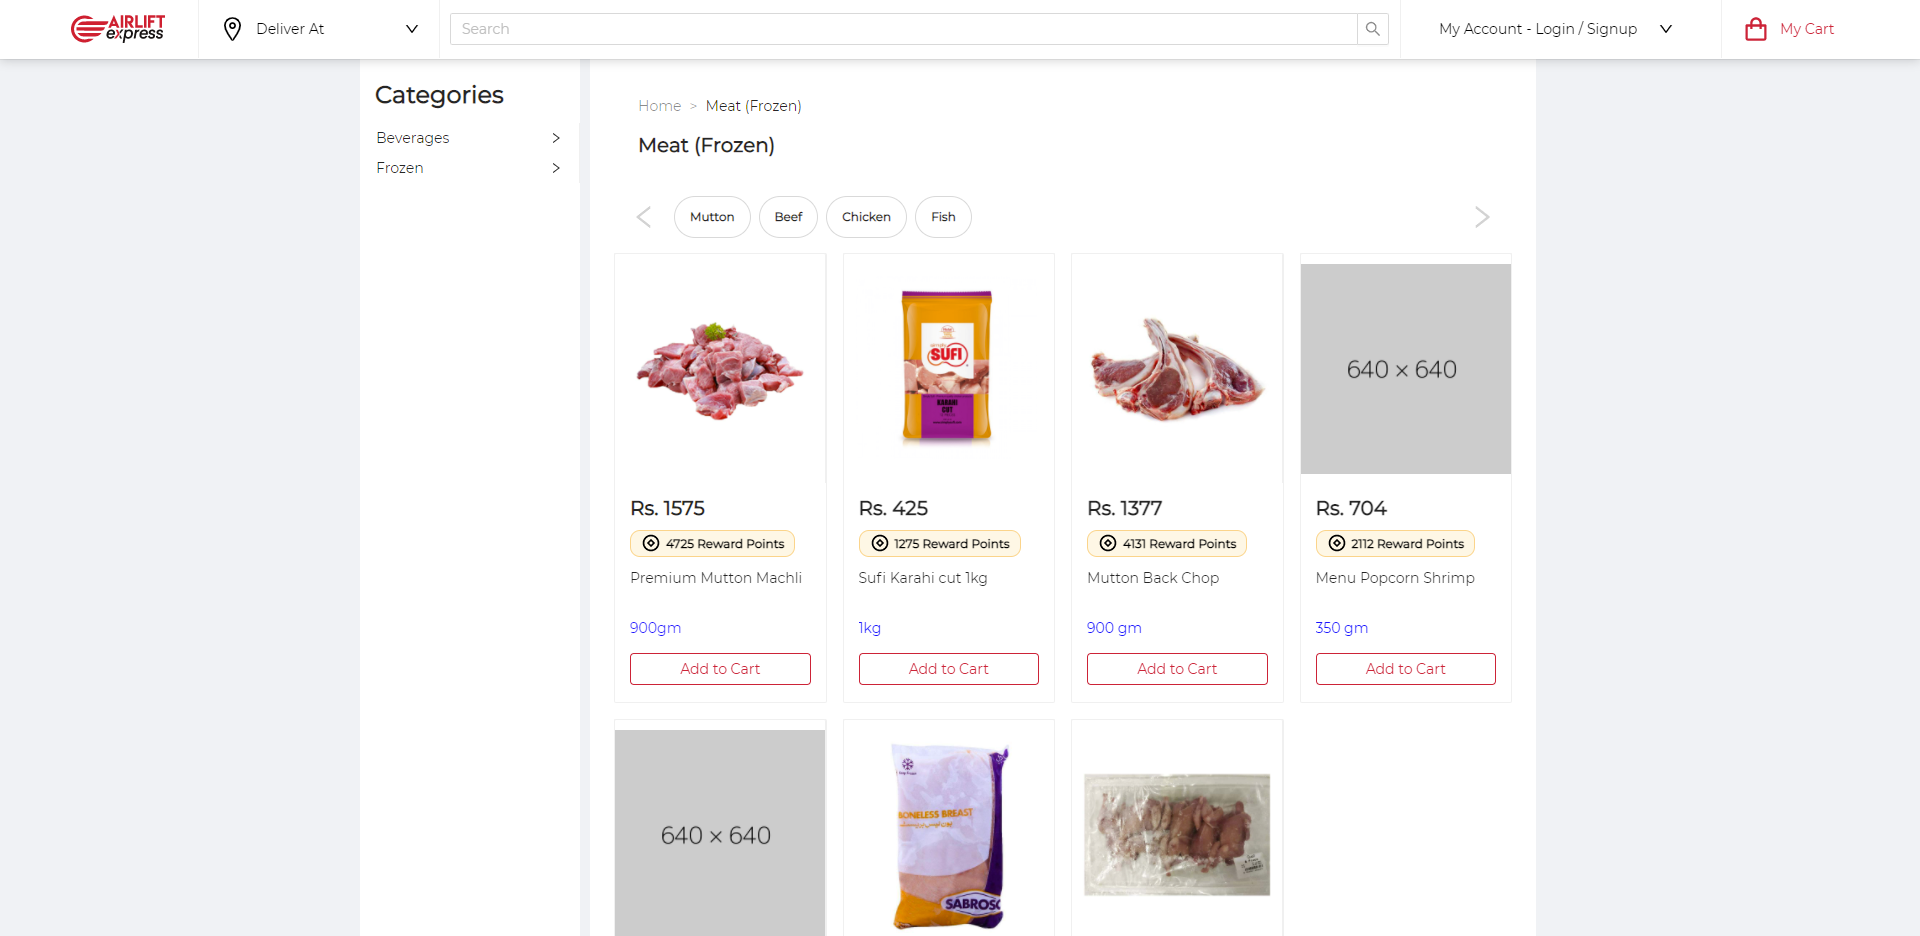 AIRLIFT
express
Deliver At
Search
My Account - Login / Signup
My Cart
Categories
Beverages
Frozen
Home > Meat (Frozen)
Meat (Frozen)
Mutton
Beef
Chicken
Fish
SUFI
KARAHI
CUT
640 × 640
Rs. 1575
4725 Reward Points
Premium Mutton Machli
900gm
Add to Cart
Rs. 425
1275 Reward Points
Sufi Karahi cut 1kg
1kg
Add to Cart
Rs. 1377
4131 Reward Points
Mutton Back Chop
900 gm
Add to Cart
Rs. 704
2112 Reward Points
Menu Popcorn Shrimp
350 gm
Add to Cart
640 × 640
BONELESS BREAST
SABROSO